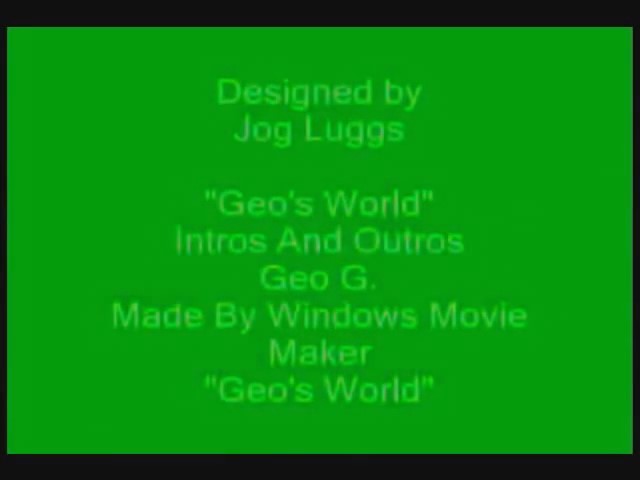 Designed by
Jog Luggs
"Geo's World"
Intros And Outros
Geo G.
Made By Windows Movie
Maker
"Geo's World"